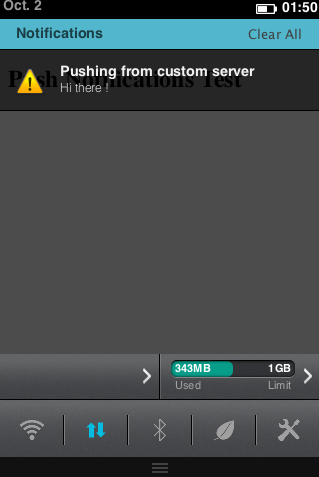 Oct. 2 01:50
Notifications Clear All
Pushing from custom server
Push Notifications Test
Hi there !
343MB 1GB
Used Limit